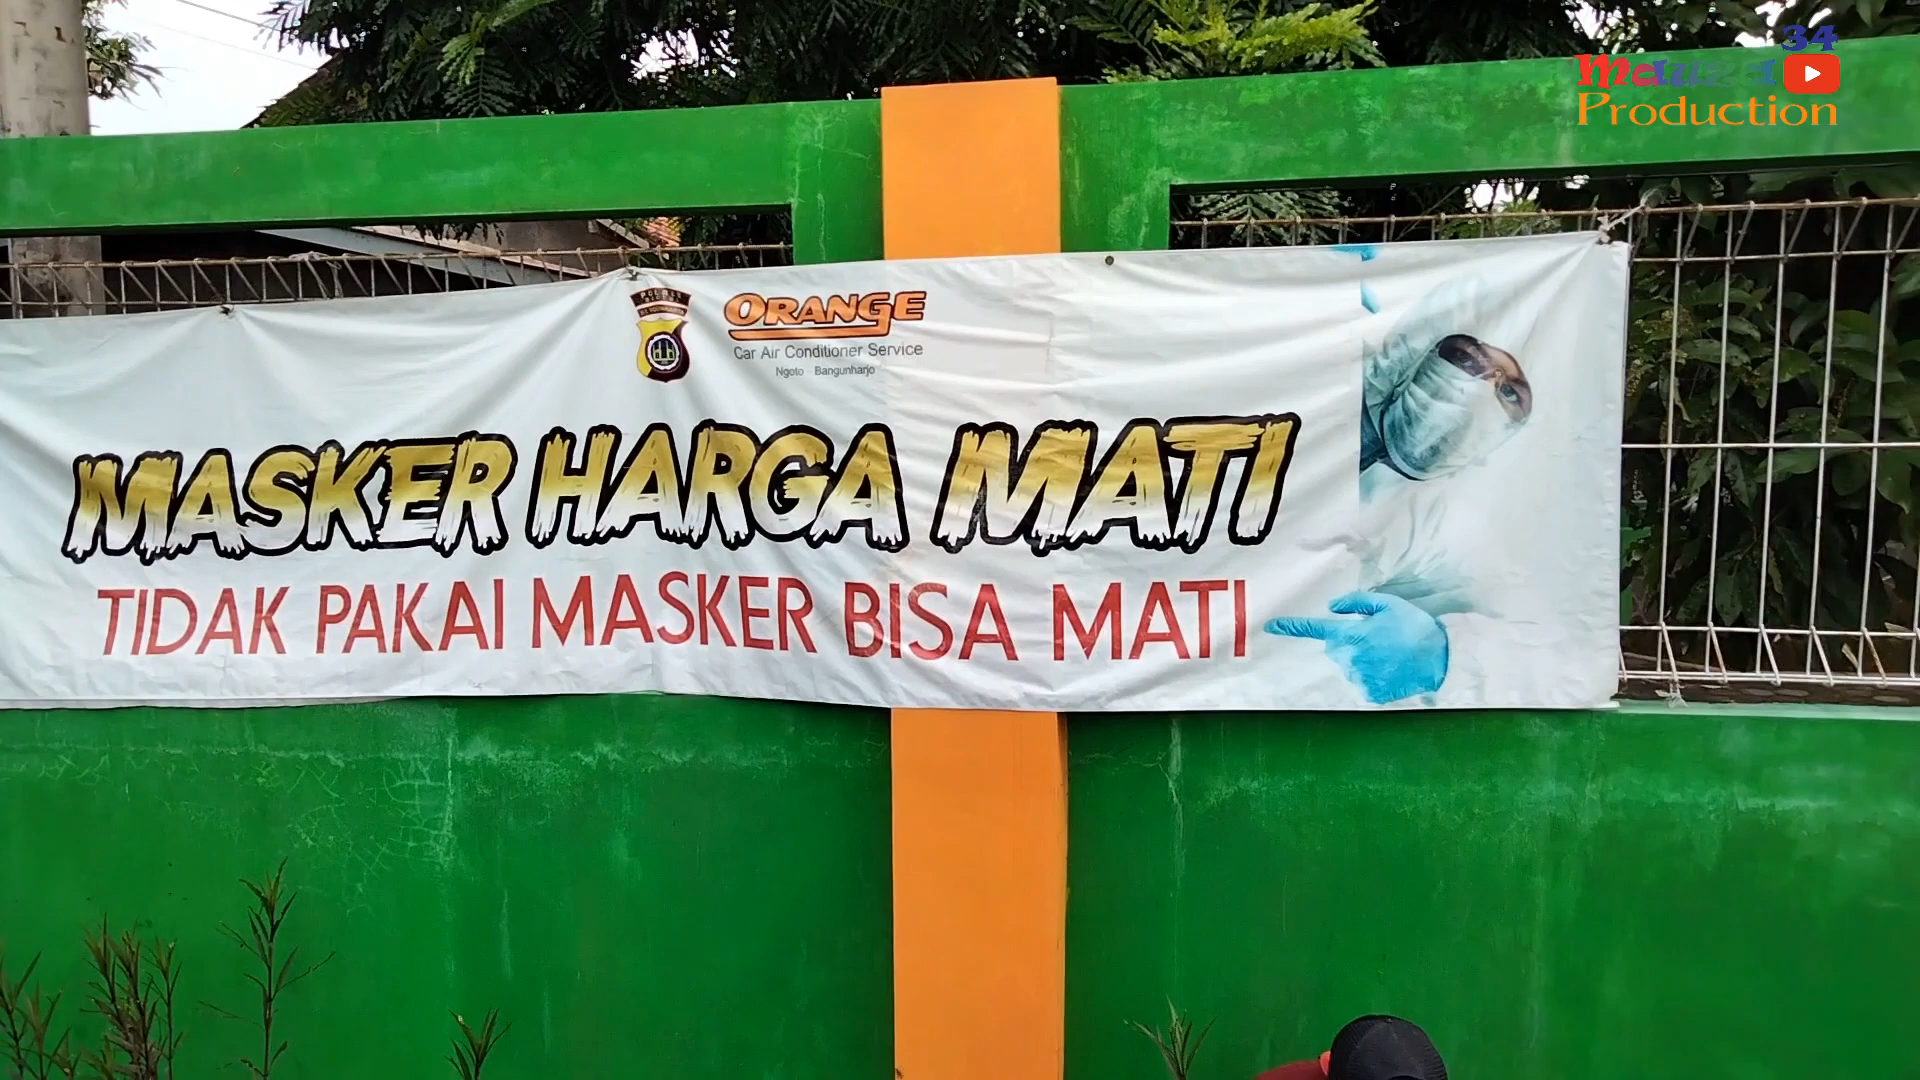 34
Production
ORANGE
Car Air Conditioner Service
Ngoto - Bangunharjo
MASKER HARGA MATI
TIDAK PAKAI MASKER BISA MATI